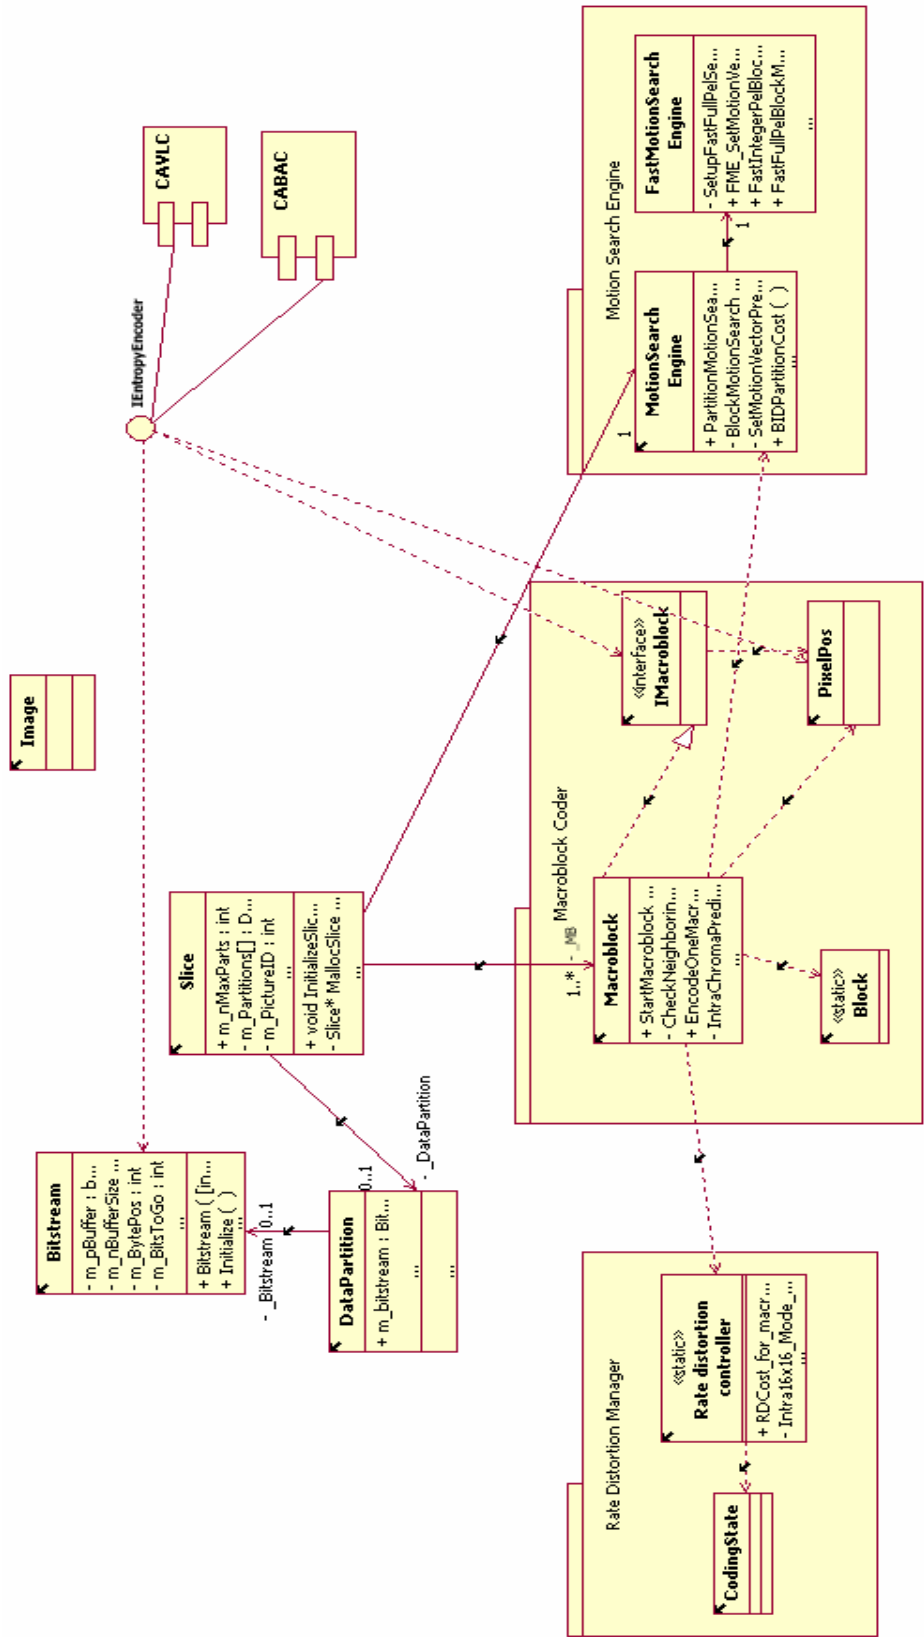 Image
IEntropyEncoder
CAVLC
CABAC
Bitstream
- m_pBuffer : b...
- m_nBufferSize ...
- m_BytePos : int
- m_BitsToGo : int
...
+ Bitstream ( [in...
+ Initialize ( )
- _Bitstream 0..1
DataPartition
+ m_bitstream : Bit...
...
...
0..1
- _DataPartition
Slice
+ m_nMaxParts : int
- m_Partitions[] : D...
- m_PictureID : int
...
+ void InitializeSlic...
- Slice* MallocSlice ...
...
1..* - _MB
Rate Distortion Manager
«static»
Rate distortion
controller
+ RDCost_for_macr...
- Intra16x16_Mode_...
...
CodingState
Macroblock Coder
Macroblock
+ StartMacroblock ...
- CheckNeighborin...
+ EncodeOneMacr...
- IntraChromaPredi...
...
«interface»
IMacroblock
PixelPos
«static»
Block
Motion Search Engine
1
MotionSearch
Engine
+ PartitionMotionSea...
- BlockMotionSearch ...
- SetMotionVectorPre...
+ BIDPartitionCost ( )
...
1
FastMotionSearch
Engine
- SetupFastFullPelSe...
+ FME_SetMotionVe...
+ FastIntegerPelBloc...
+ FastFullPelBlockM...
...